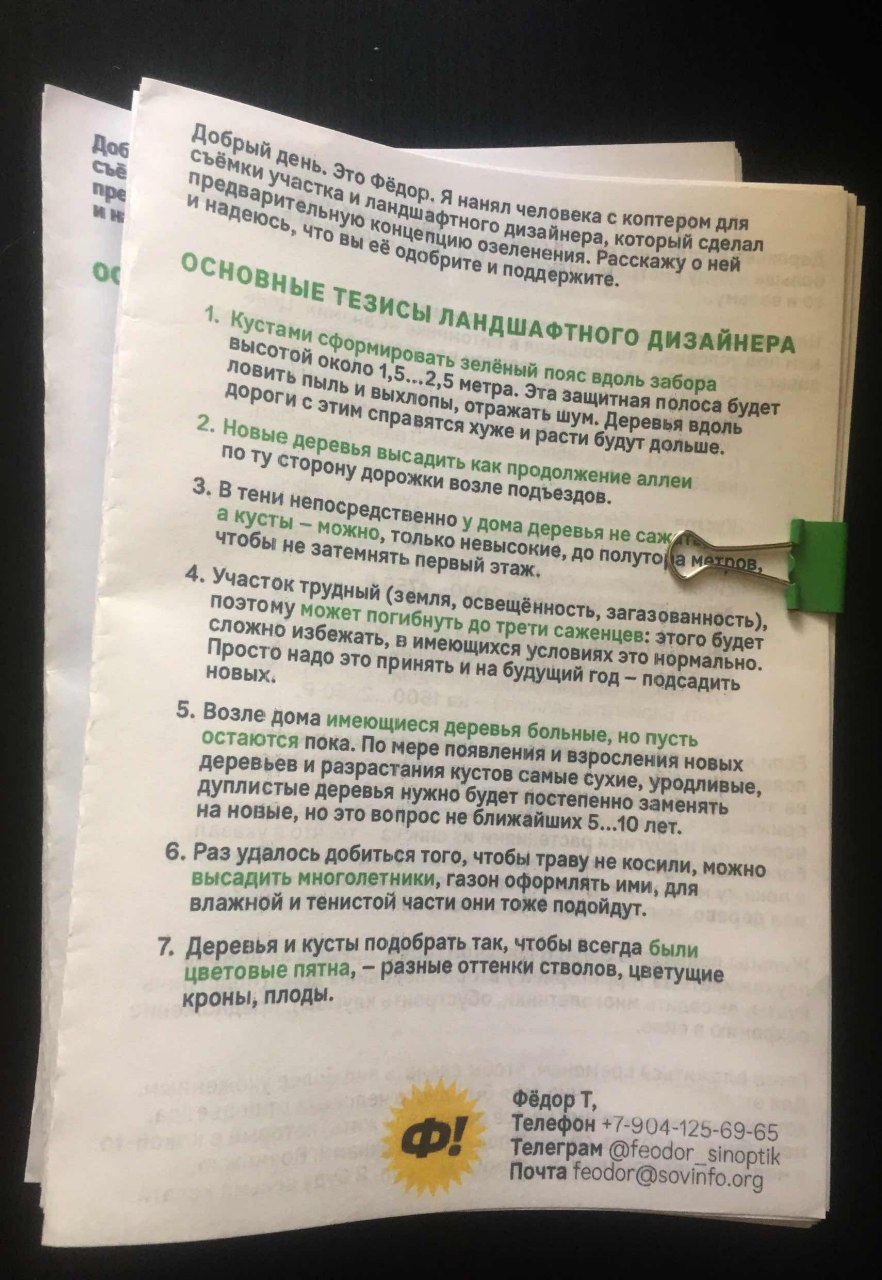 Добрый день. Это Фёдор. Я нанял человека с коптером для
съёмки участка и ландшафтного дизайнера, который сделал
предварительную концепцию озеленения. Расскажу о ней
и надеюсь, что вы её одобрите и поддержите.
ОСНОВНЫЕ ТЕЗИСЫ ЛАНДШАФТНОГО ДИЗАЙНЕРА
1. Кустами сформировать зелёный пояс вдоль забора
высотой около 1,5...2,5 метра. Эта защитная полоса будет
ловить пыль и выхлопы, отражать шум. Деревья вдоль
дороги с этим справятся хуже и расти будут дольше.
2. Новые деревья высадить как продолжение аллеи
по ту сторону дорожки возле подъездов.
3. В тени непосредственно у дома деревья не сажать,
а кусты – можно, только невысокие, до полутора метров,
чтобы не затемнять первый этаж.
4. Участок трудный (земля, освещённость, загазованность),
поэтому может погибнуть до трети саженцев: этого будет
сложно избежать, в имеющихся условиях это нормально.
Просто надо это принять и на будущий год – подсадить
новых.
5. Возле дома имеющиеся деревья больные, но пусть
остаются пока. По мере появления и взросления новых
деревьев и разрастания кустов самые сухие, уродливые,
дуплистые деревья нужно будет постепенно заменять
на новые, но это вопрос не ближайших 5...10 лет.
6. Раз удалось добиться того, чтобы траву не косили, можно
высадить многолетники, газон оформлять ими, для
влажной и тенистой части они тоже подойдут.
7. Деревья и кусты подобрать так, чтобы всегда были
цветовые пятна, – разные оттенки стволов, цветущие
кроны, плоды.
Ф!
Фёдор Т,
Телефон +7-904-125-69-65
Телеграм @feodor_sinoptik
Почта feodor@sovinfo.org